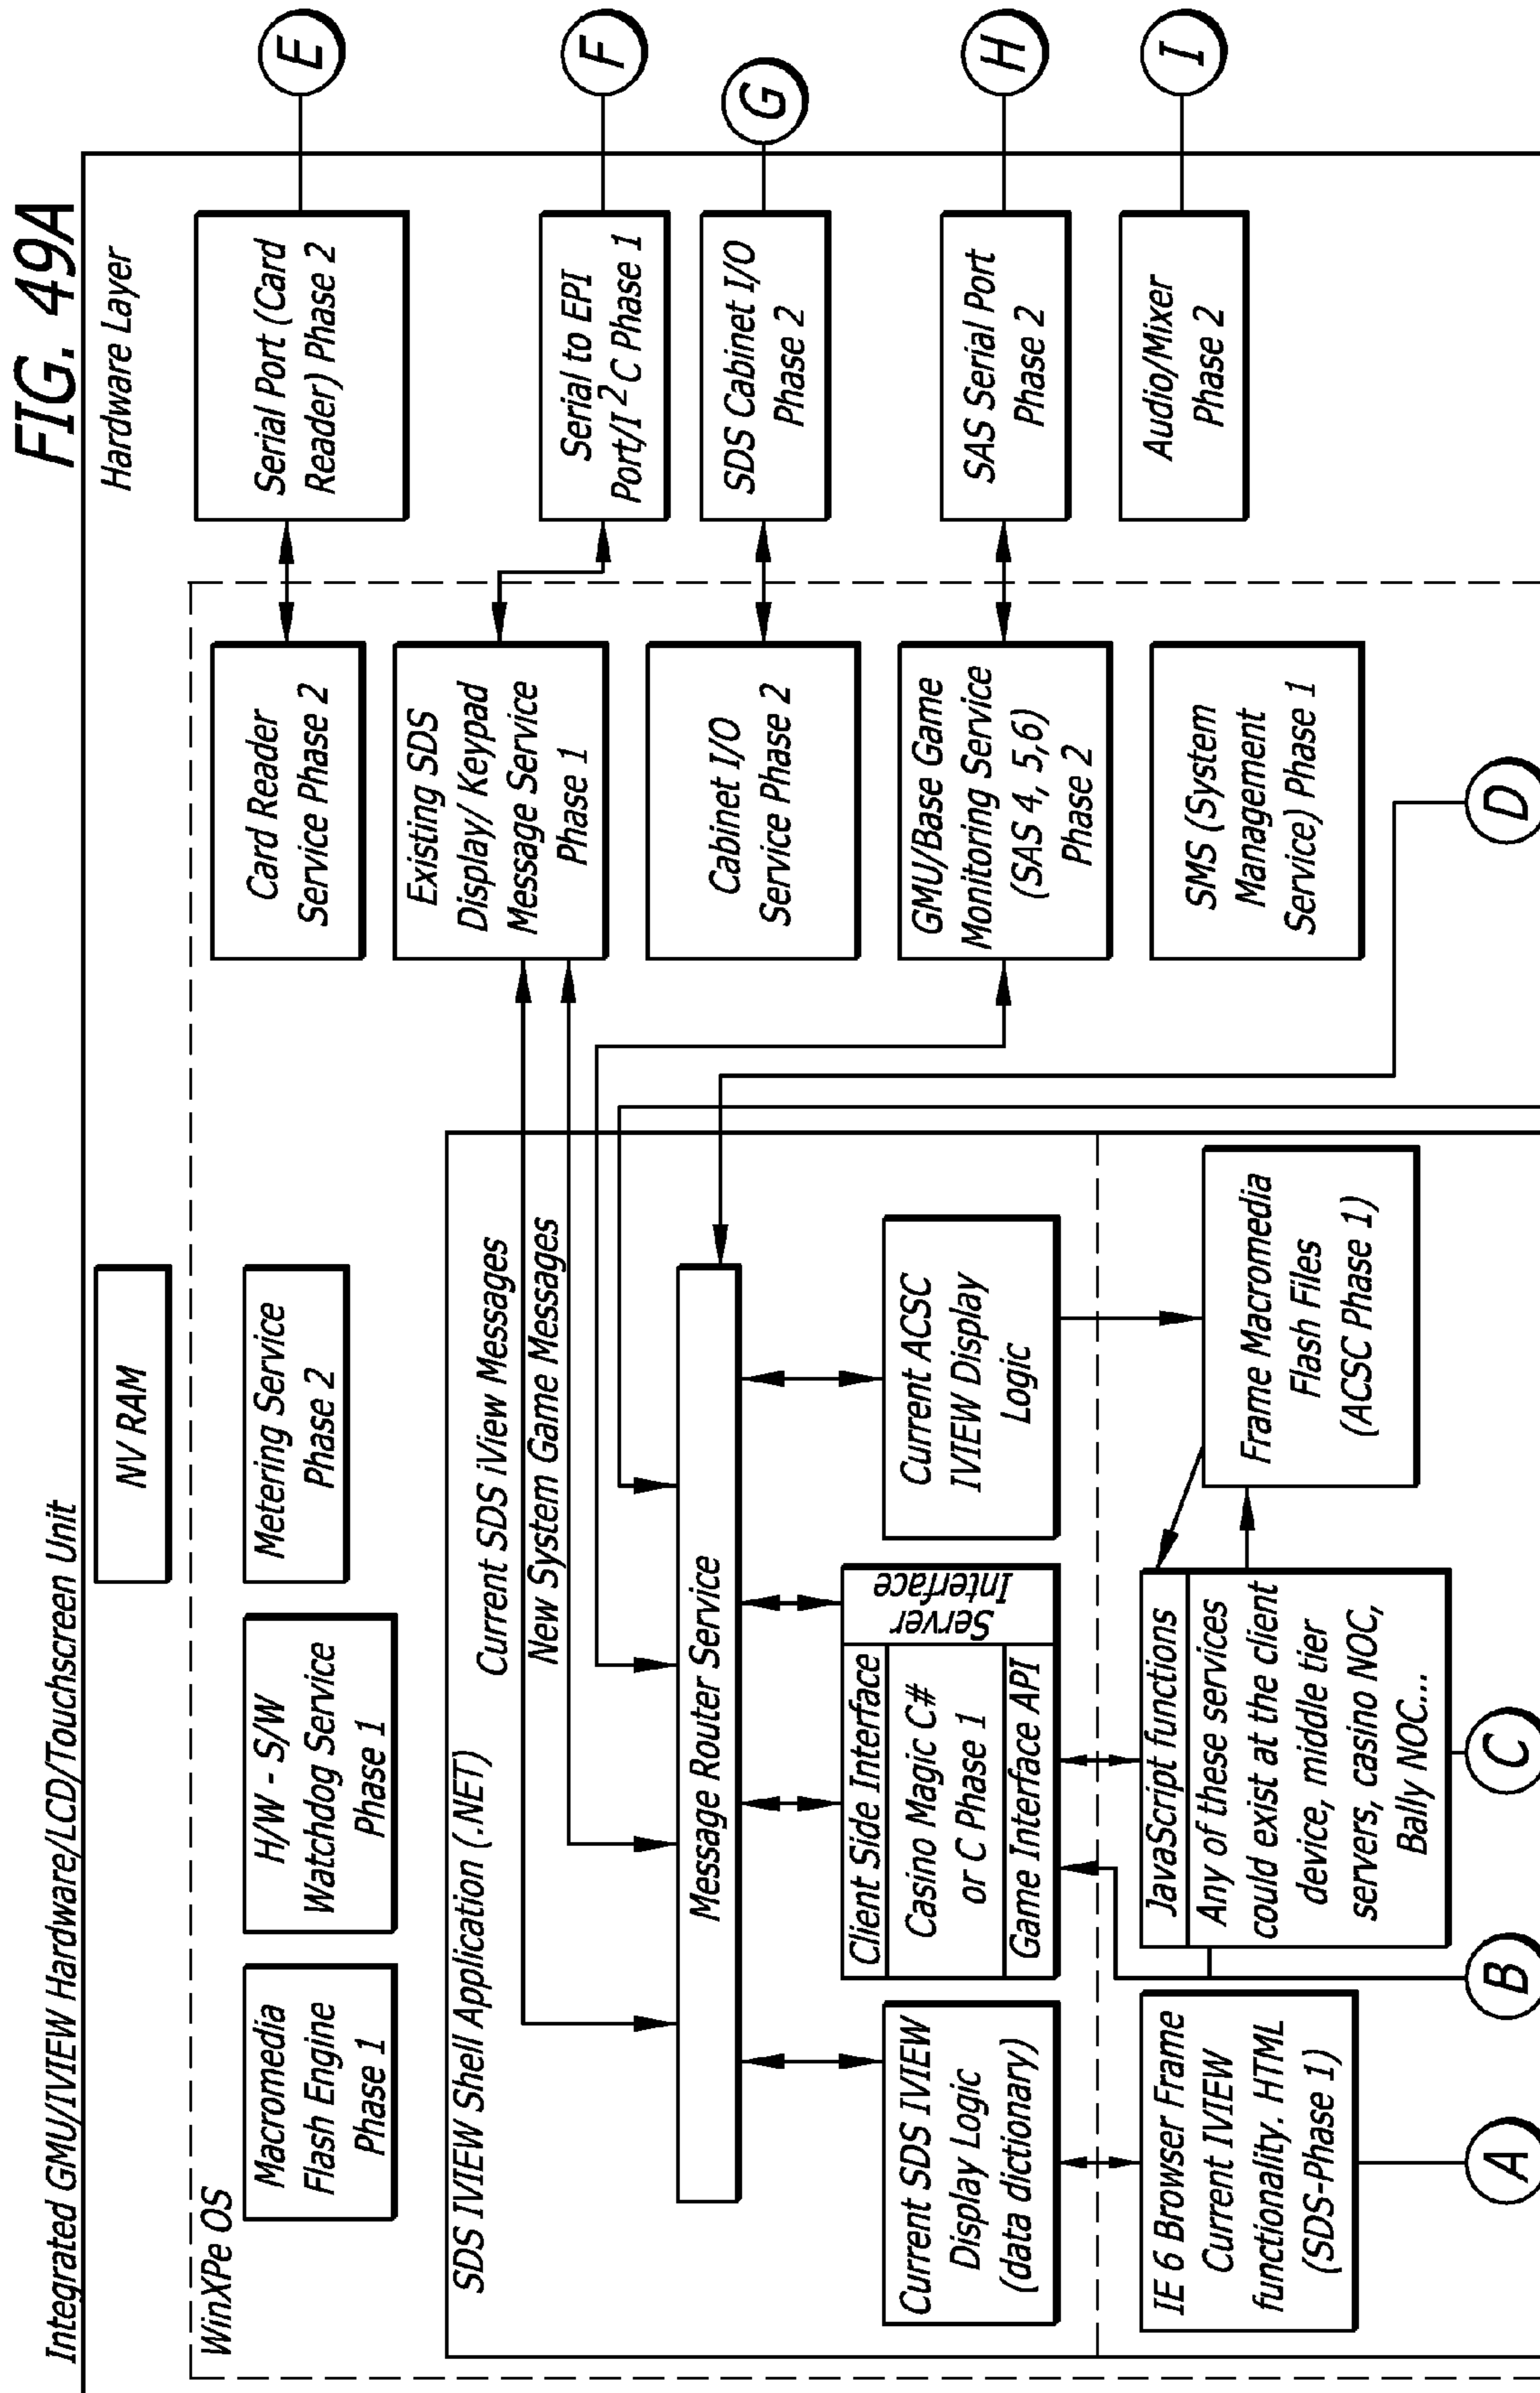 FIG. 49A
Integrated GMU/IVIEW Hardware/LCD/Touchscreen Unit
Hardware Layer
NV RAM
WinXPe OS
Macromedia
Flash Engine
Phase 1
H/W - S/W
Watchdog Service
Phase 1
Metering Service
Phase 2
Card Reader
Service Phase 2
Serial Port (Card
Reader) Phase 2
E
Existing SDS
Display/ Keypad
Message Service
Phase 1
Serial to EPI
Port/I²C Phase 1
F
Cabinet I/O
Service Phase 2
SDS Cabinet I/O
Phase 2
G
GMU/Base Game
Monitoring Service
(SAS 4, 5,6)
Phase 2
SAS Serial Port
Phase 2
H
SMS (System
Management
Service) Phase 1
Audio/Mixer
Phase 2
I
SDS IVIEW Shell Application (.NET)
Current SDS iView Messages
New System Game Messages
Message Router Service
Current SDS IVIEW
Display Logic
(data dictionary)
Client Side Interface
Casino Magic C#
or C Phase 1
Game Interface API
Server
Interface
Current ACSC
IVIEW Display
Logic
IE 6 Browser Frame
Current IVIEW
functionality. HTML
(SDS-Phase 1)
JavaScript functions
Any of these services
could exist at the client
device, middle tier
servers, casino NOC,
Bally NOC...
Frame Macromedia
Flash Files
(ACSC Phase 1)
A
B
C
D